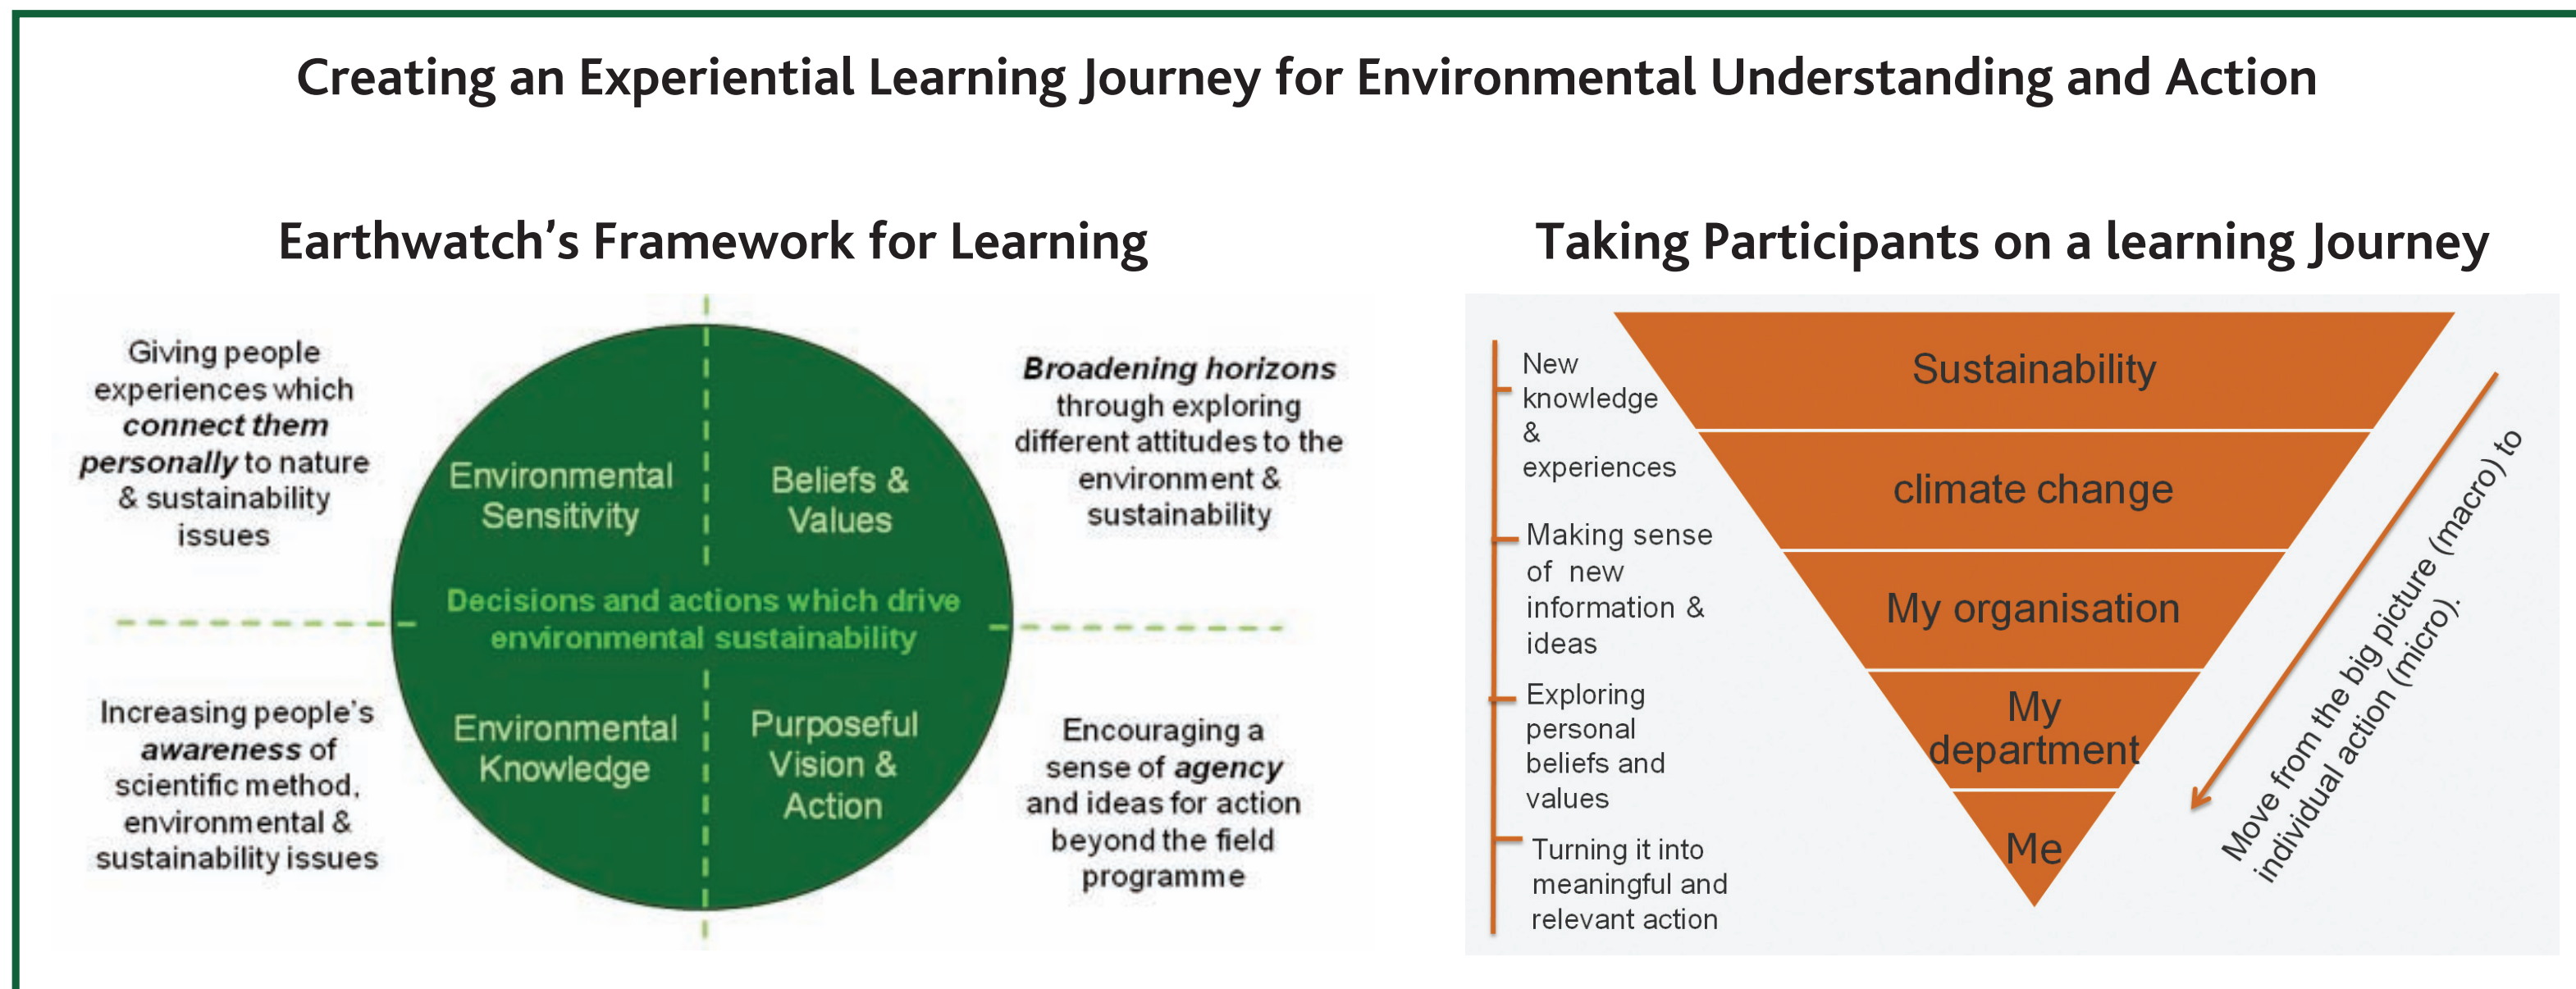 Creating an Experiential Learning Journey for Environmental Understanding and Action
Earthwatch’s Framework for Learning
Giving people
experiences which
connect them
personally to nature
& sustainability
issues
Broadening horizons
through exploring
different attitudes to the
environment &
sustainability
Environmental
Sensitivity
Beliefs &
Values
Decisions and actions which drive
environmental sustainability
Environmental
Knowledge
Purposeful
Vision &
Action
Increasing people’s
awareness of
scientific method,
environmental &
sustainability issues
Encouraging a
sense of agency
and ideas for action
beyond the field
programme
Taking Participants on a learning Journey
New
knowledge
&
experiences
Making sense
of new
information &
ideas
Exploring
personal
beliefs and
values
Turning it into
meaningful and
relevant action
Sustainability
climate change
My organisation
My
department
Me
Move from the big picture (macro) to
individual action (micro).